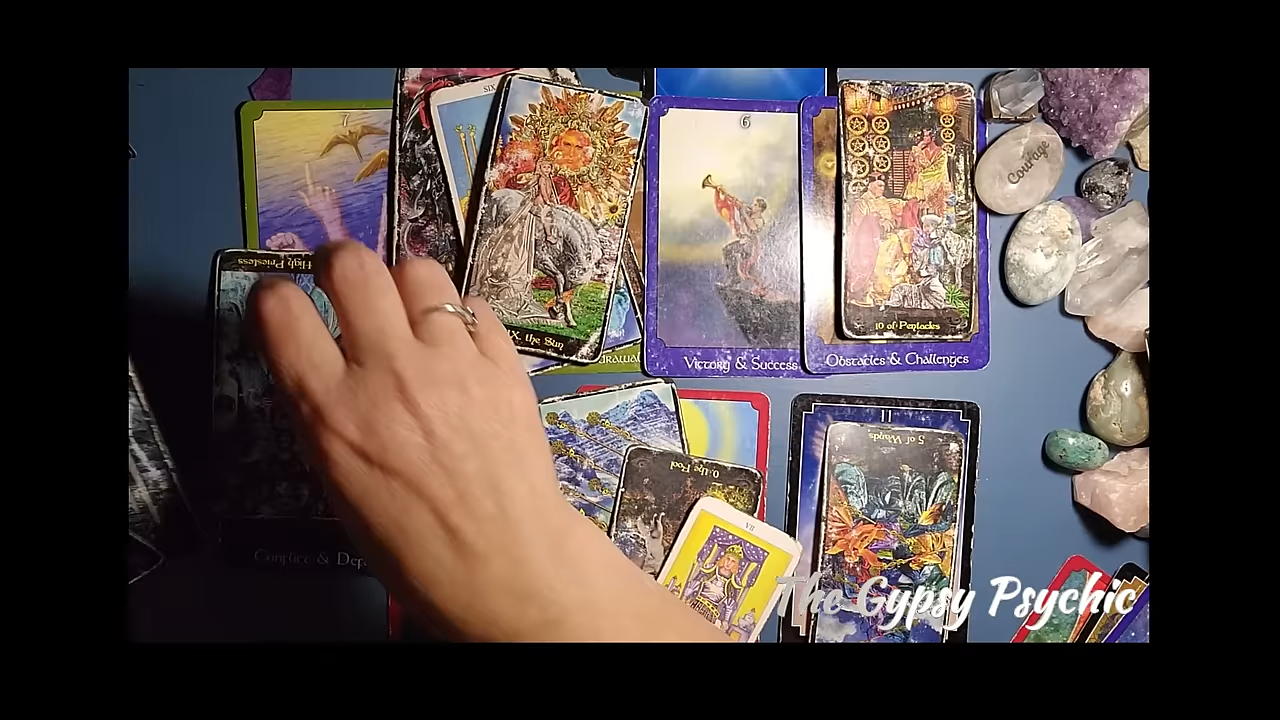 7
SIX
6
High Priestess
XIX. the Sun
10 of Pentacles
Courage
Victory & Success
Obstacles & Challenges
0. the Fool
11
5 of Wands
VII
Conflict &
The Gypsy Psychic